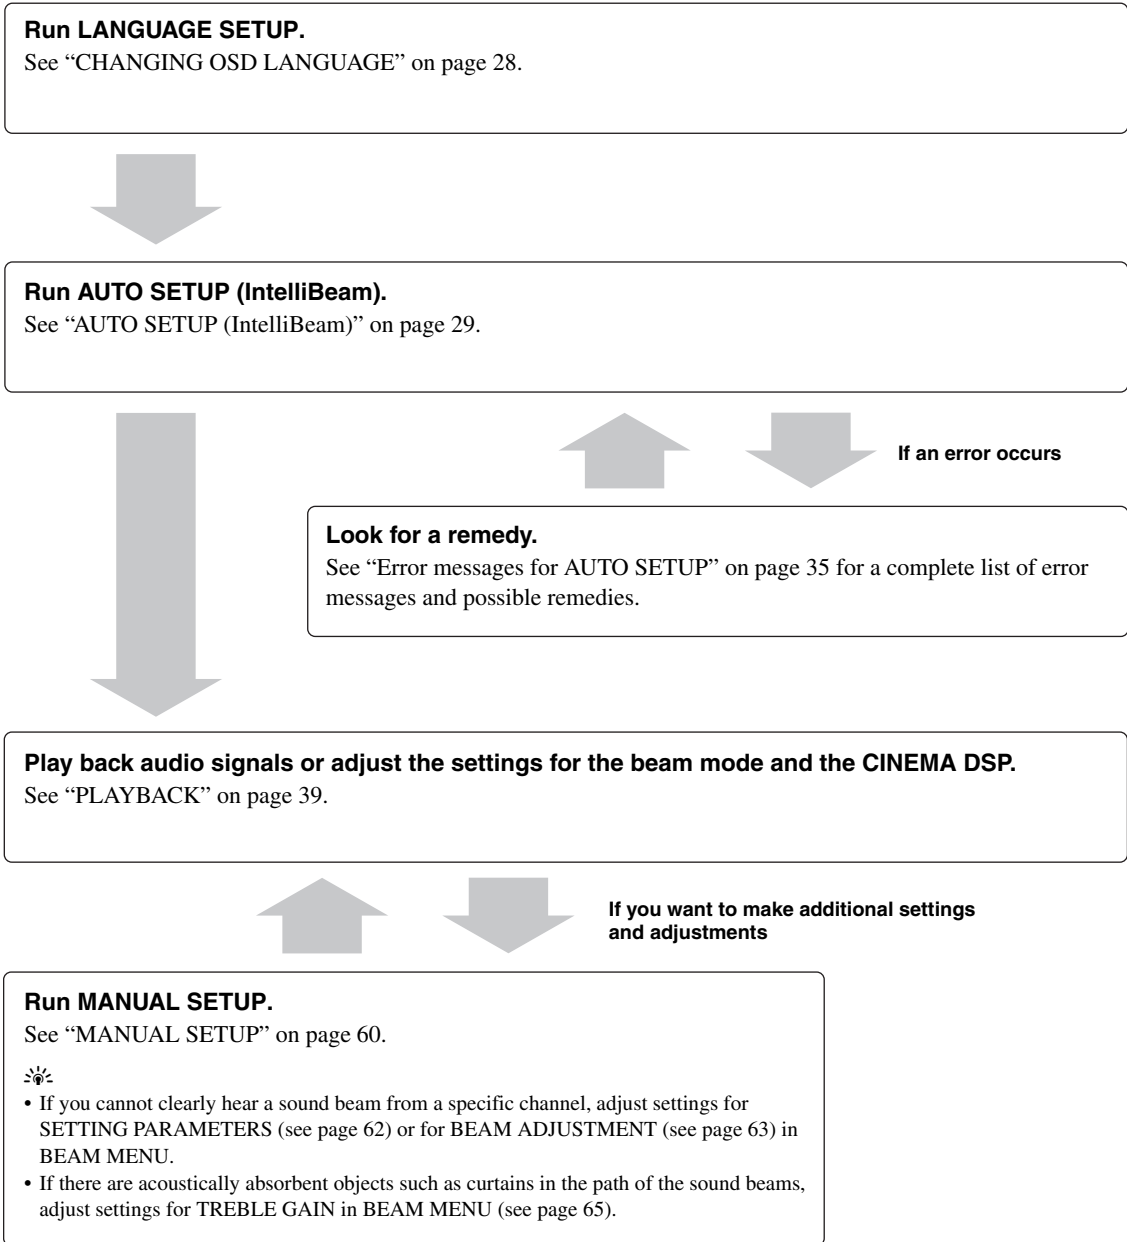 Run LANGUAGE SETUP.
See “CHANGING OSD LANGUAGE” on page 28.
Run AUTO SETUP (IntelliBeam).
See “AUTO SETUP (IntelliBeam)” on page 29.
If an error occurs
Look for a remedy.
See “Error messages for AUTO SETUP” on page 35 for a complete list of error
messages and possible remedies.
Play back audio signals or adjust the settings for the beam mode and the CINEMA DSP.
See “PLAYBACK” on page 39.
If you want to make additional settings
and adjustments
Run MANUAL SETUP.
See “MANUAL SETUP” on page 60.
• If you cannot clearly hear a sound beam from a specific channel, adjust settings for
SETTING PARAMETERS (see page 62) or for BEAM ADJUSTMENT (see page 63) in
BEAM MENU.
• If there are acoustically absorbent objects such as curtains in the path of the sound beams,
adjust settings for TREBLE GAIN in BEAM MENU (see page 65).